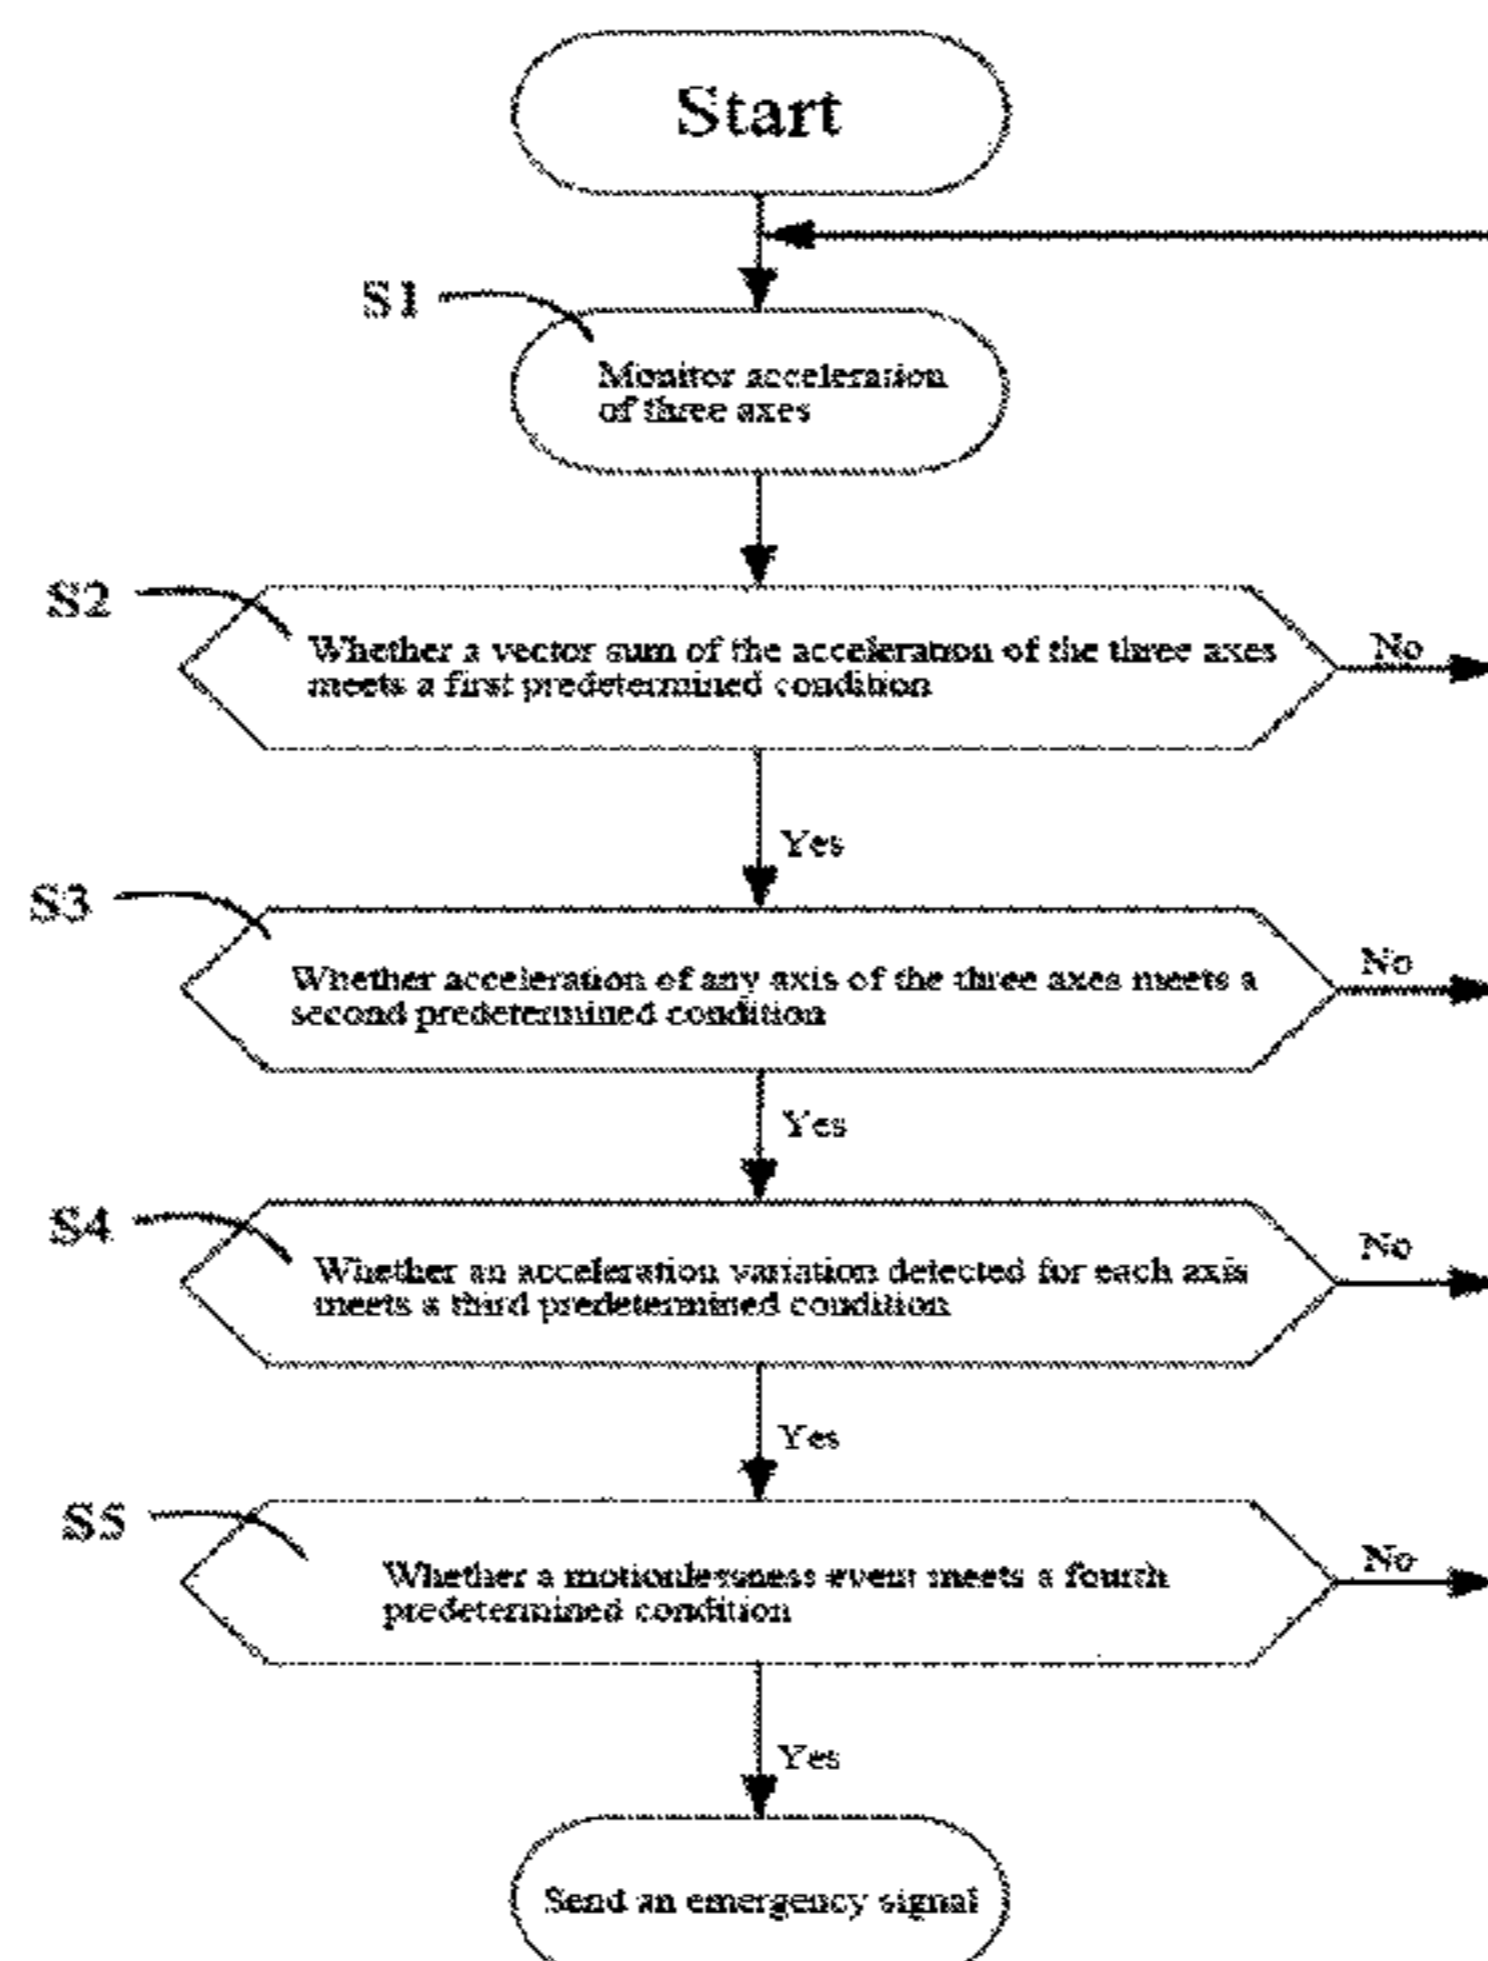 Start
S1
Monitor acceleration
of three axes
S2
Whether a vector sum of the acceleration of the three axes
meets a first predetermined condition
No
Yes
S3
Whether acceleration of any axis of the three axes meets a
second predetermined condition
No
Yes
S4
Whether an acceleration variation detected for each axis
meets a third predetermined condition
No
Yes
S5
Whether a motionlessness event meets a fourth
predetermined condition
No
Yes
Send an emergency signal